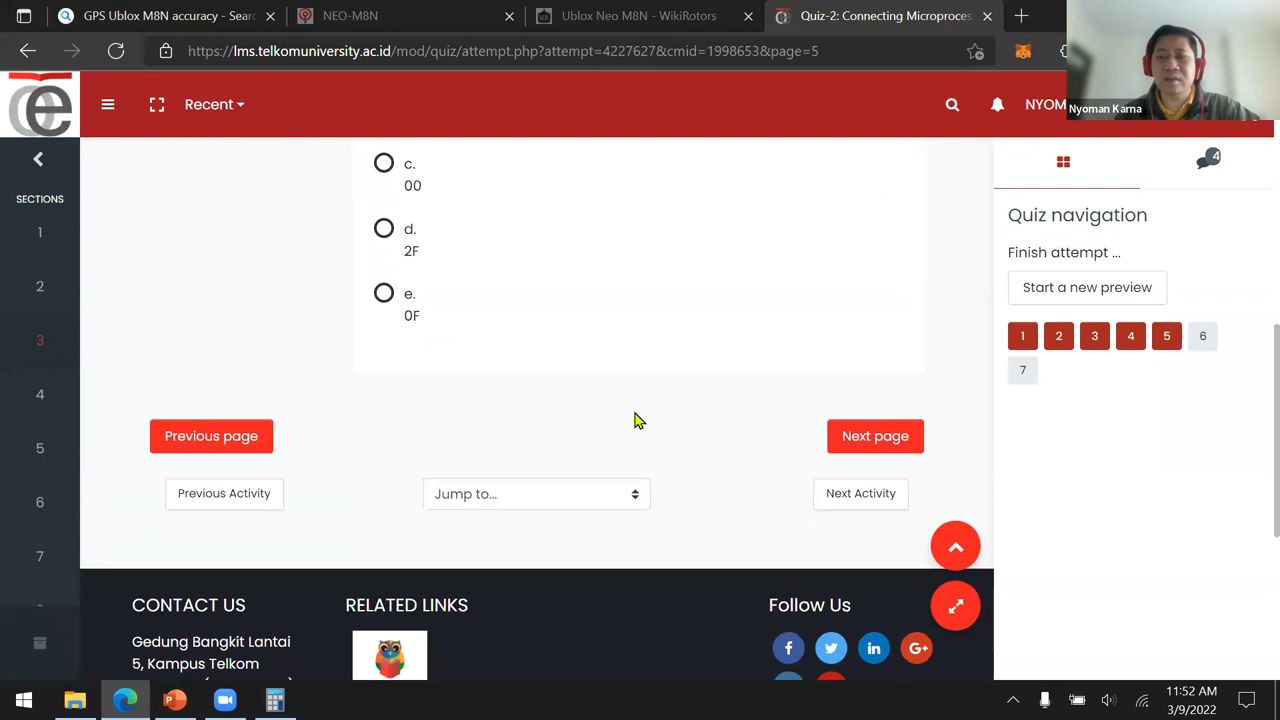 GPS Ublox M8N accuracy - Sear
NEO-M8N
Ublox Neo M8N - WikiRotors
Quiz-2: Connecting Microproces
https://lms.telkomuniversity.ac.id/mod/quiz/attempt.php?attempt=4227627&cmid=1998653&page=5
Recent
NYOM
Nyoman Karna
SECTIONS
1
2
3
4
5
6
7
c.
00
d.
2F
e.
0F
Previous page
Next page
Previous Activity
Jump to...
Next Activity
4
Quiz navigation
Finish attempt ...
Start a new preview
1 2 3 4 5 6
7
CONTACT US
Gedung Bangkit Lantai
5, Kampus Telkom
RELATED LINKS
Follow Us
11:52 AM
3/9/2022